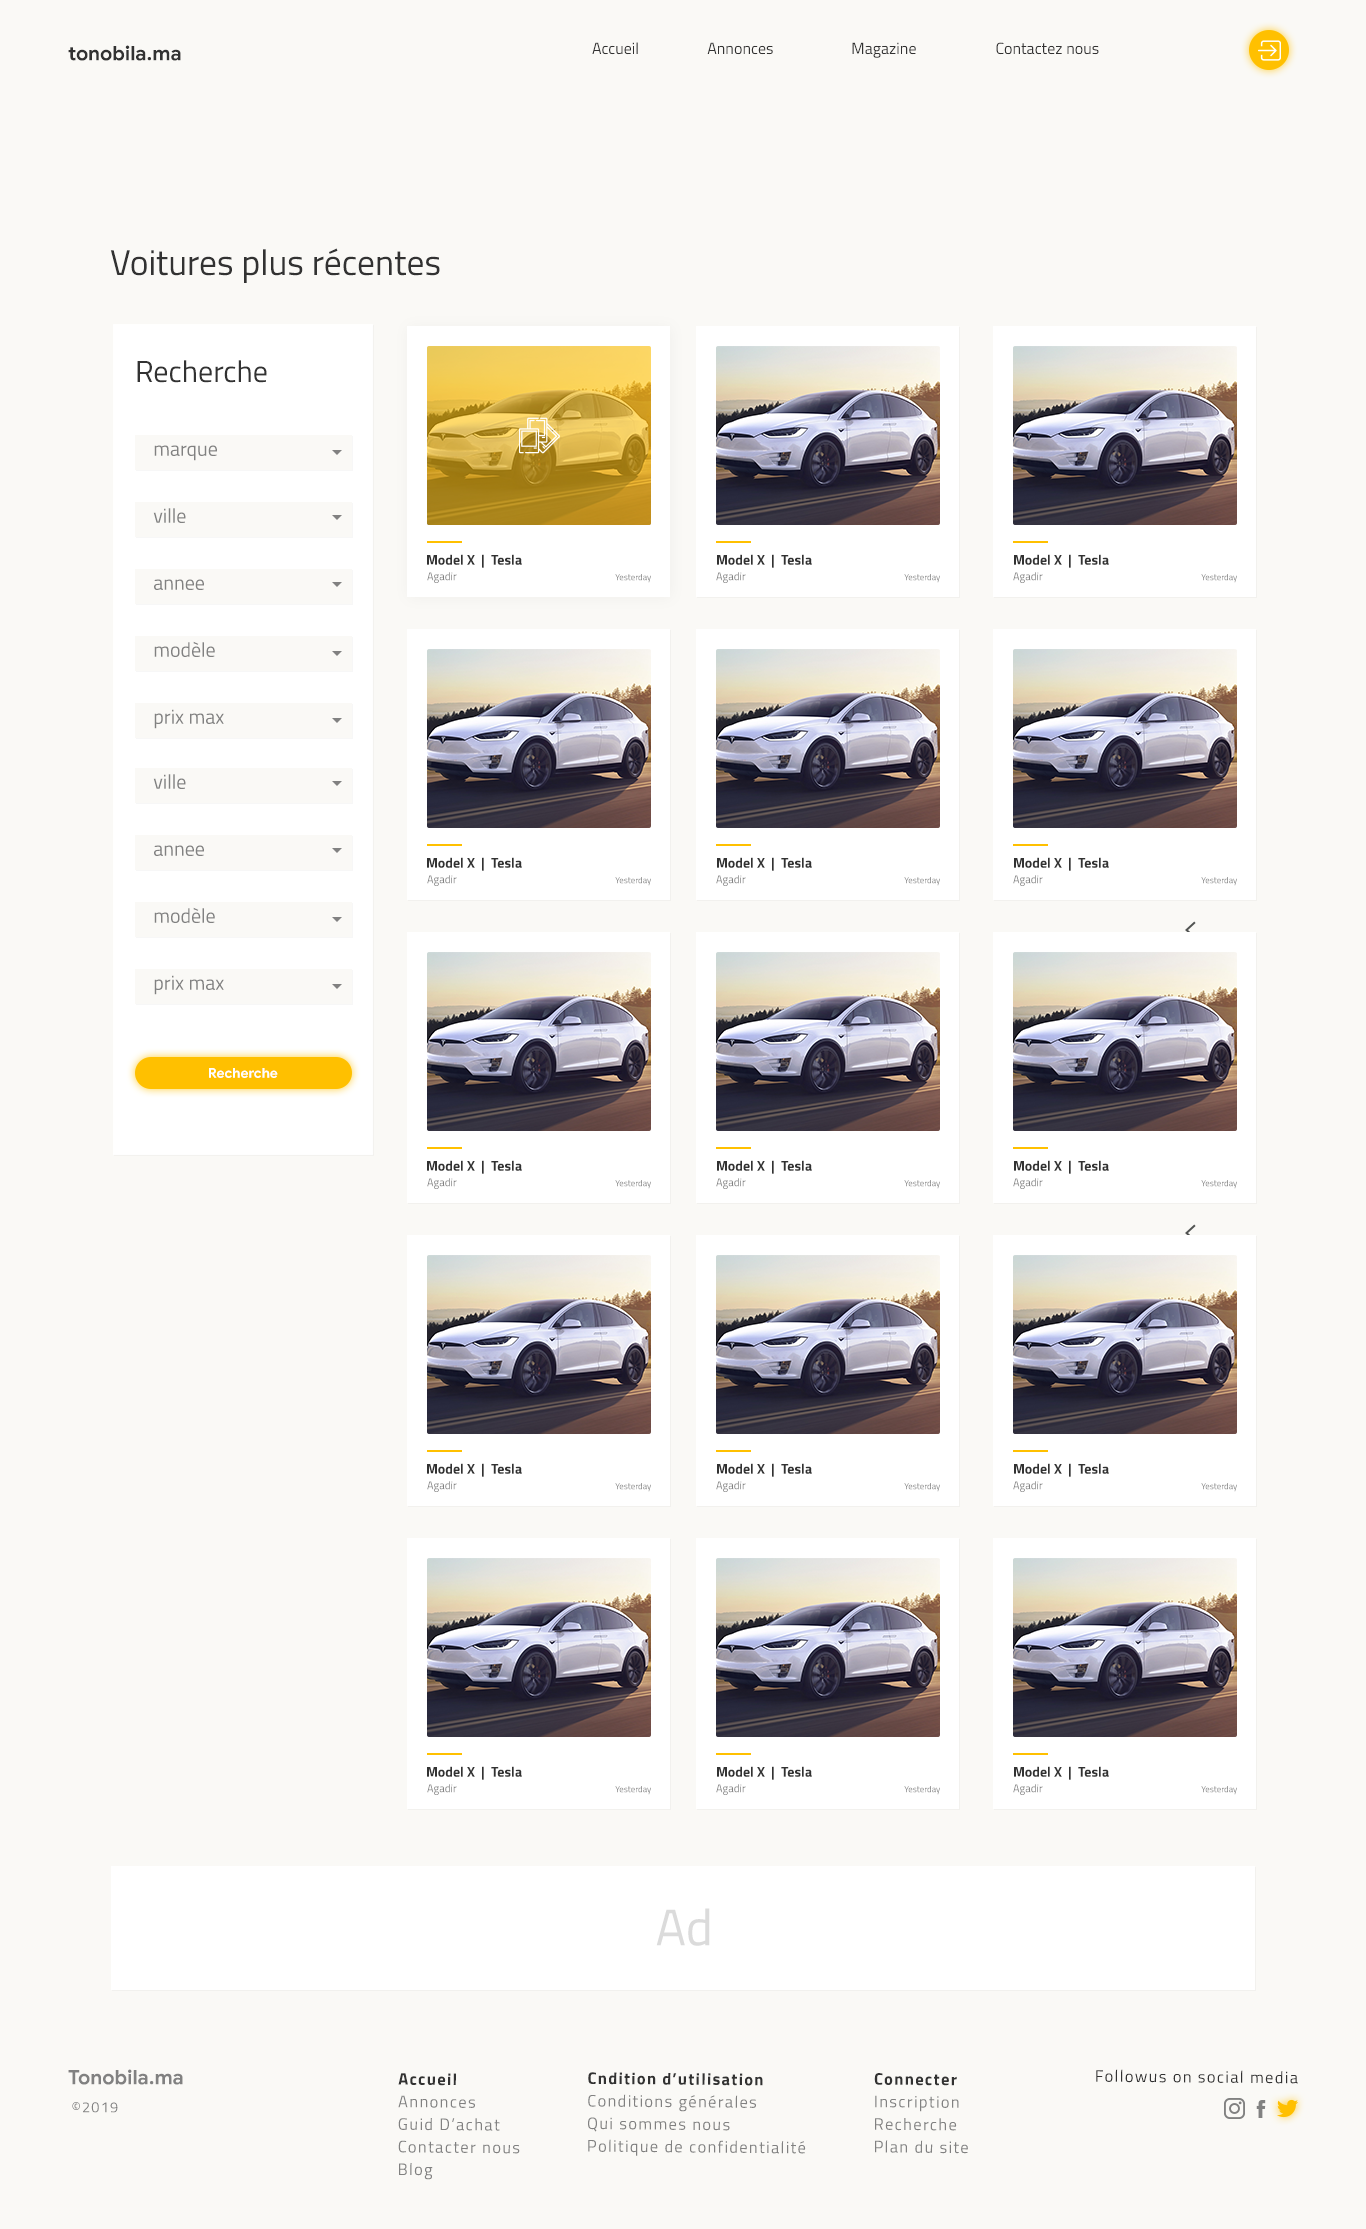 tonobila.ma
Accueil
Annonces
Magazine
Contactez nous
Voitures plus récentes
Recherche
marque
ville
annee
modèle
prix max
ville
annee
modèle
prix max
Recherche
Model X | Tesla
Agadir
Yesterday
Model X | Tesla
Agadir
Yesterday
Model X | Tesla
Agadir
Yesterday
Model X | Tesla
Agadir
Yesterday
Model X | Tesla
Agadir
Yesterday
Model X | Tesla
Agadir
Yesterday
Model X | Tesla
Agadir
Yesterday
Model X | Tesla
Agadir
Yesterday
Model X | Tesla
Agadir
Yesterday
Model X | Tesla
Agadir
Yesterday
Model X | Tesla
Agadir
Yesterday
Model X | Tesla
Agadir
Yesterday
Model X | Tesla
Agadir
Yesterday
Model X | Tesla
Agadir
Yesterday
Model X | Tesla
Agadir
Yesterday
Ad
Tonobila.ma
©2019
Accueil
Annonces
Guid D’achat
Contacter nous
Blog
Cndition d’utilisation
Conditions générales
Qui sommes nous
Politique de confidentialité
Connecter
Inscription
Recherche
Plan du site
Followus on social media